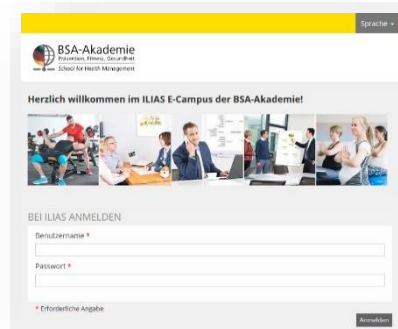 Sprache
BSA-Akademie
Prävention, Fitness, Gesundheit
School for Health Management
Herzlich willkommen im ILIAS E-Campus der BSA-Akademie!
BEI ILIAS ANMELDEN
Benutzername *
Passwort *
* Erforderliche Angabe
Anmelden